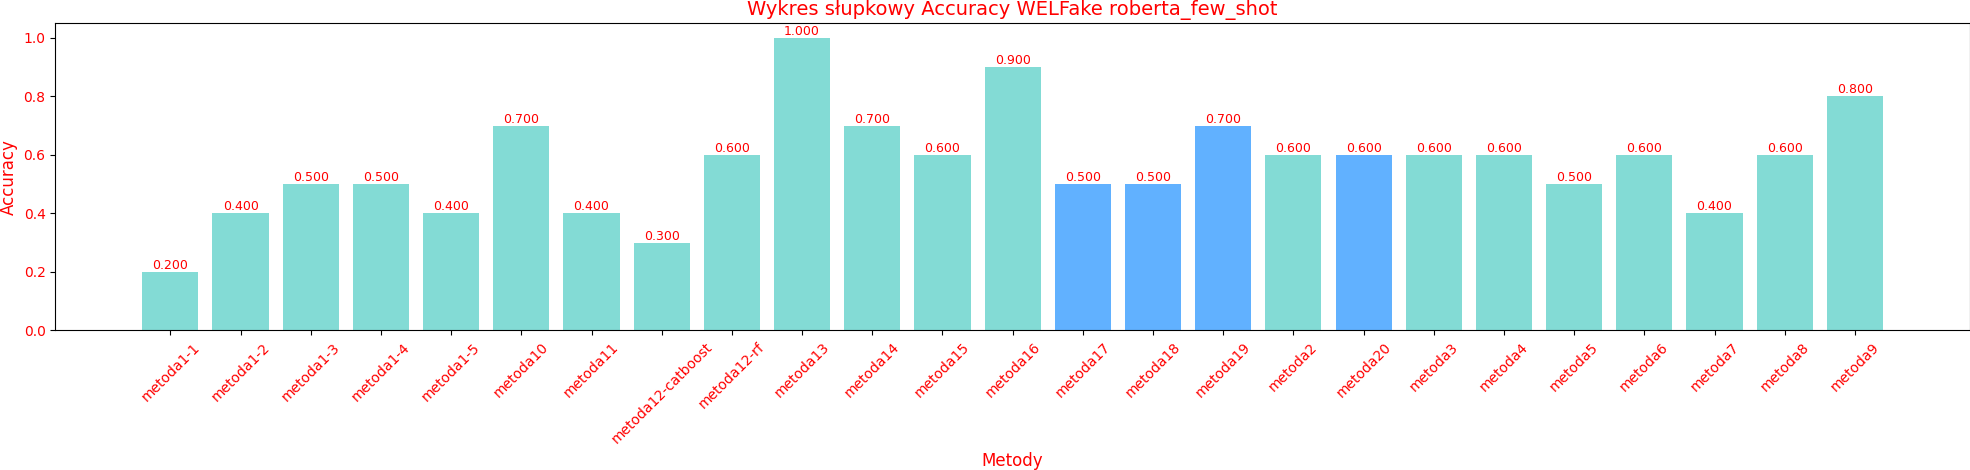 Wykres słupkowy Accuracy WELFake roberta_few_shot
Accuracy
1.0
0.8
0.6
0.4
0.2
0.0
0.200
0.400
0.500
0.500
0.400
0.700
0.400
0.300
0.600
1.000
0.700
0.600
0.900
0.500
0.500
0.700
0.600
0.600
0.600
0.600
0.500
0.600
0.400
0.600
0.800
metoda1-1
metoda1-2
metoda1-3
metoda1-4
metoda1-5
metoda10
metoda11
metoda12-catboost
metoda12-rf
metoda13
metoda14
metoda15
metoda16
metoda17
metoda18
metoda19
metoda2
metoda20
metoda3
metoda4
metoda5
metoda6
metoda7
metoda8
metoda9
Metody